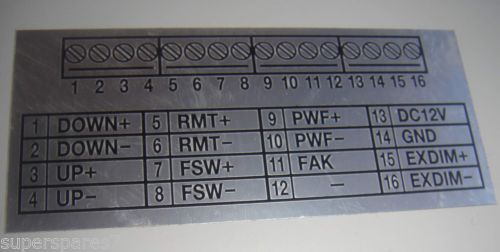 1 2 3 4 5 6 7 8 9 10 11 12 13 14 15 16
1 DOWN+ 5 RMT+ 9 PWF+ 13 DC12V
2 DOWN- 6 RMT- 10 PWF- 14 GND
3 UP+ 7 FSW+ 11 FAK 15 EXDIM+
4 UP- 8 FSW- 12 - 16 EXDIM-
superspares